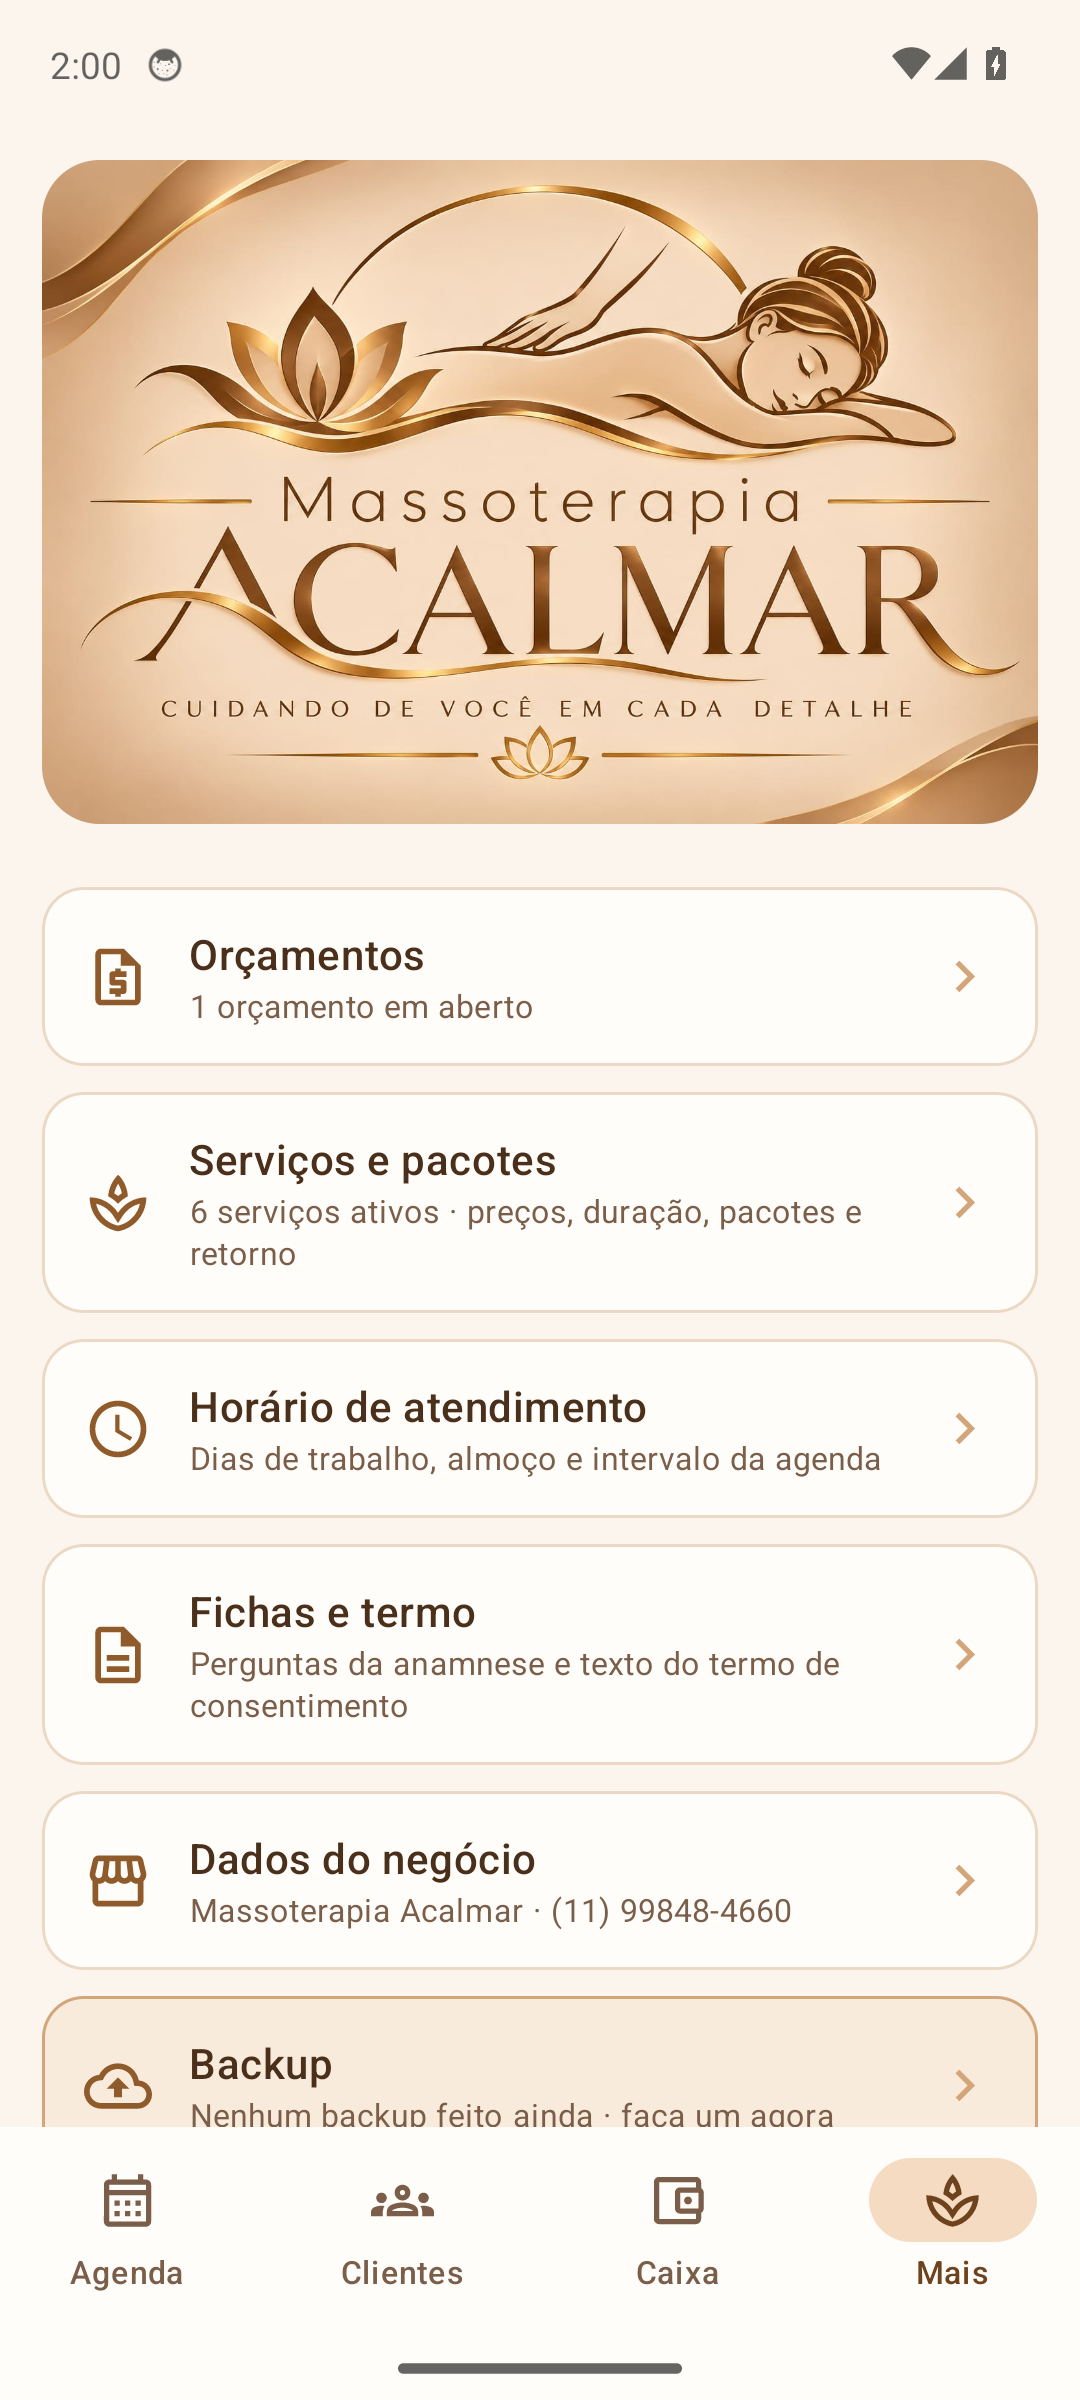 2:00
Massoterapia
ACALMAR
CUIDANDO DE VOCÊ EM CADA DETALHE
Orçamentos
1 orçamento em aberto
Serviços e pacotes
6 serviços ativos · preços, duração, pacotes e
retorno
Horário de atendimento
Dias de trabalho, almoço e intervalo da agenda
Fichas e termo
Perguntas da anamnese e texto do termo de
consentimento
Dados do negócio
Massoterapia Acalmar · (11) 99848-4660
Backup
Nenhum backup feito ainda · faça um agora
Agenda
Clientes
Caixa
Mais